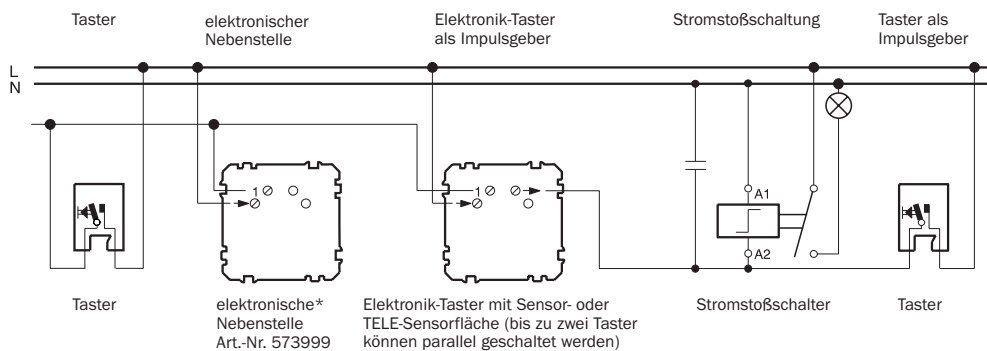 Taster
elektronischer
Nebenstelle
Elektronik-Taster
als Impulsgeber
Stromstoßschaltung
Taster als
Impulsgeber
L
N
1
1
A1
A2
Taster
elektronische*
Nebenstelle
Art.-Nr. 573999
Elektronik-Taster mit Sensor- oder
TELE-Sensorfläche (bis zu zwei Taster
können parallel geschaltet werden)
Stromstoßschalter
Taster